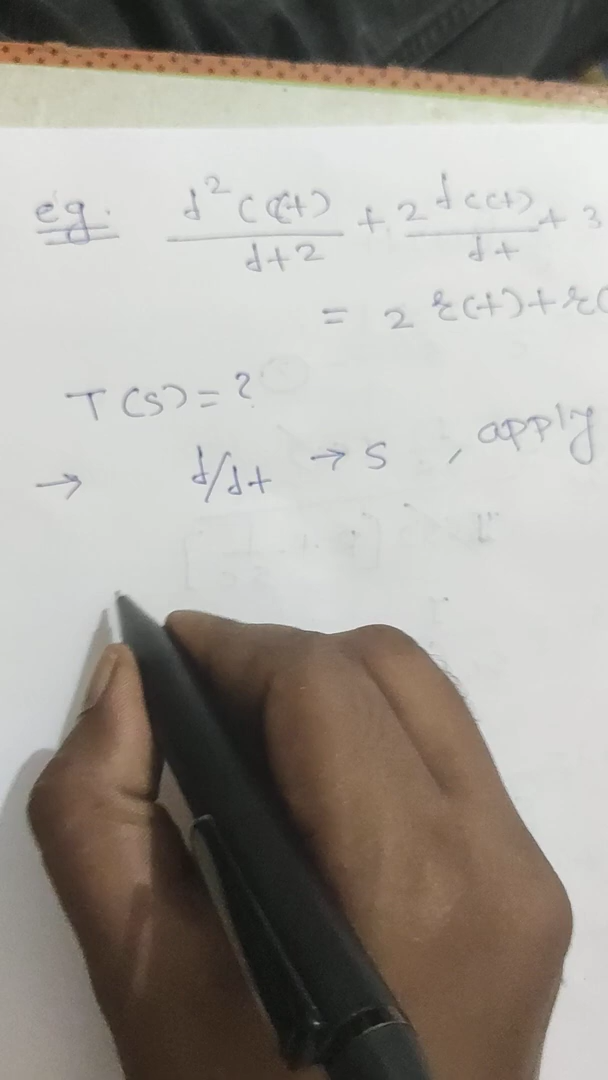 eg. d²c(t)/dt² + 2 dc(t)/dt + 3
= 2 r(t) + r(
T(s) = ?
→ d/dt → s , apply